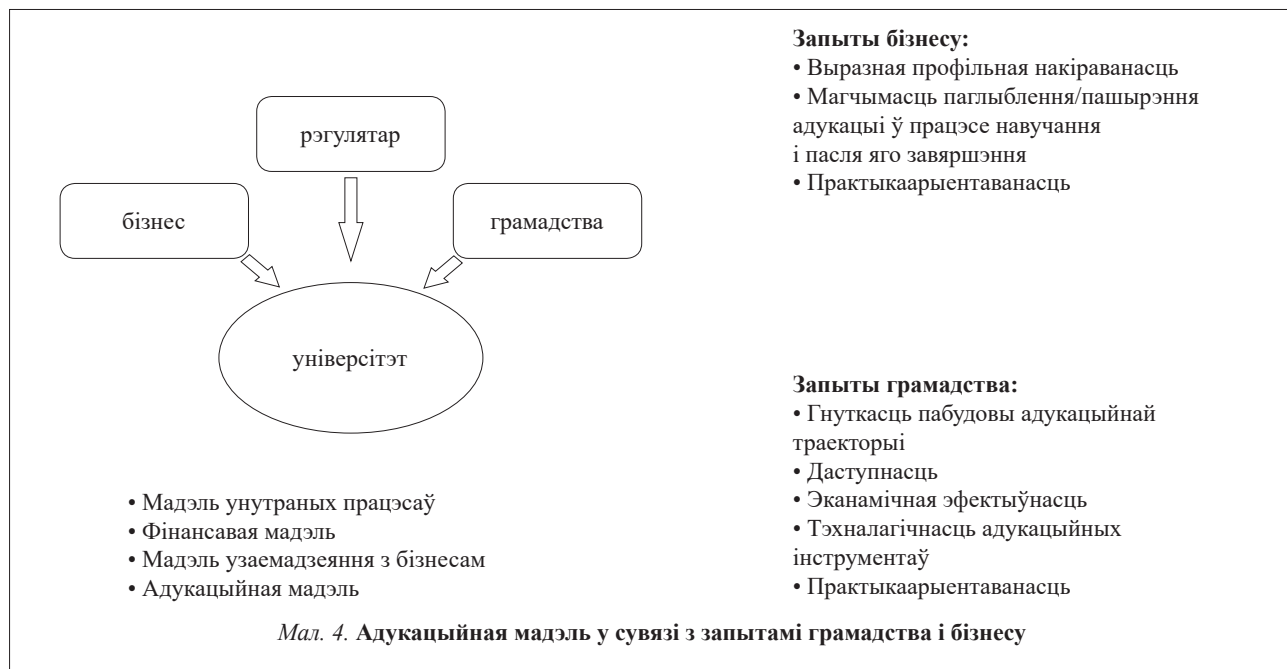 рэгулятар
бізнес
грамадства
універсітэт
• Мадэль унутраных працэсаў
• Фінансавая мадэль
• Мадэль узаемадзеяння з бізнесам
• Адукацыйная мадэль
Запыты бізнесу:
• Выразная профільная накіраванасць
• Магчымасць паглыблення/пашырэння
адукацыі ў працэсе навучання
і пасля яго завяршэння
• Практыкаарыентаванасць
Запыты грамадства:
• Гнуткасць пабудовы адукацыйнай
траекторыі
• Даступнасць
• Эканамічная эфектыўнасць
• Тэхналагічнасць адукацыйных
інструментаў
• Практыкаарыентаванасць
Мал. 4. Адукацыйная мадэль у сувязі з запытамі грамадства і бізнесу